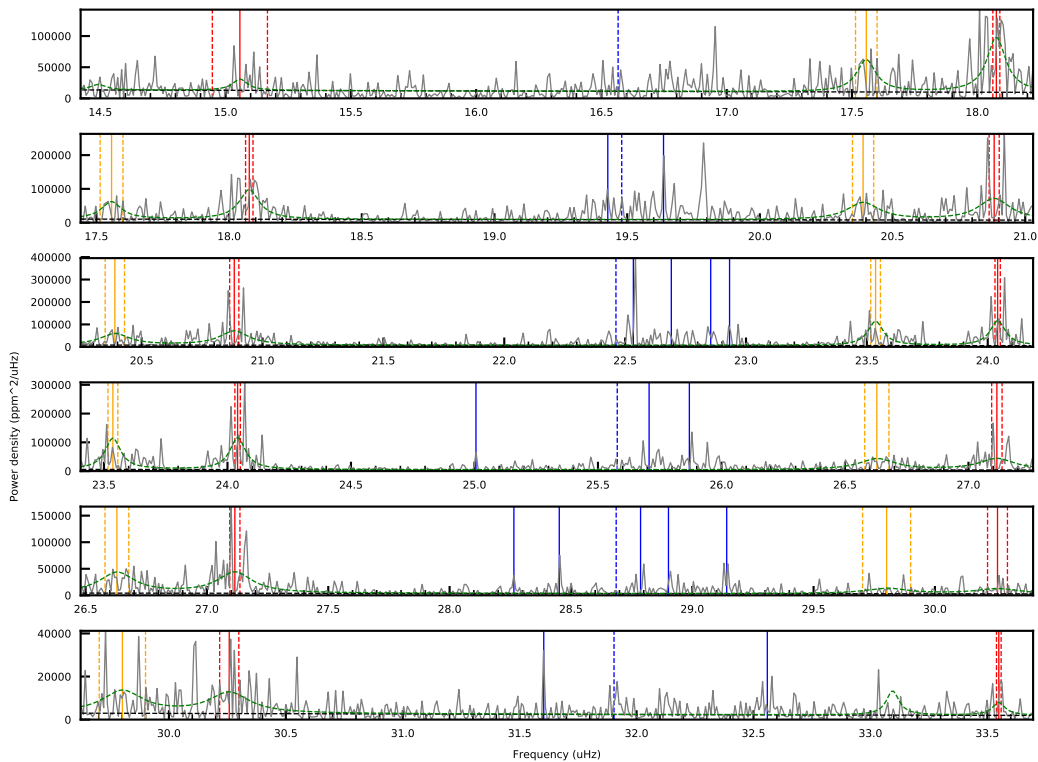 100000
50000
0
14.5 15.0 15.5 16.0 16.5 17.0 17.5 18.0
200000
100000
0
17.5 18.0 18.5 19.0 19.5 20.0 20.5 21.0
400000
300000
200000
100000
0
20.5 21.0 21.5 22.0 22.5 23.0 23.5 24.0
Power density (ppm^2/uHz)
300000
200000
100000
0
23.5 24.0 24.5 25.0 25.5 26.0 26.5 27.0
150000
100000
50000
0
26.5 27.0 27.5 28.0 28.5 29.0 29.5 30.0
40000
20000
0
30.0 30.5 31.0 31.5 32.0 32.5 33.0 33.5
Frequency (uHz)